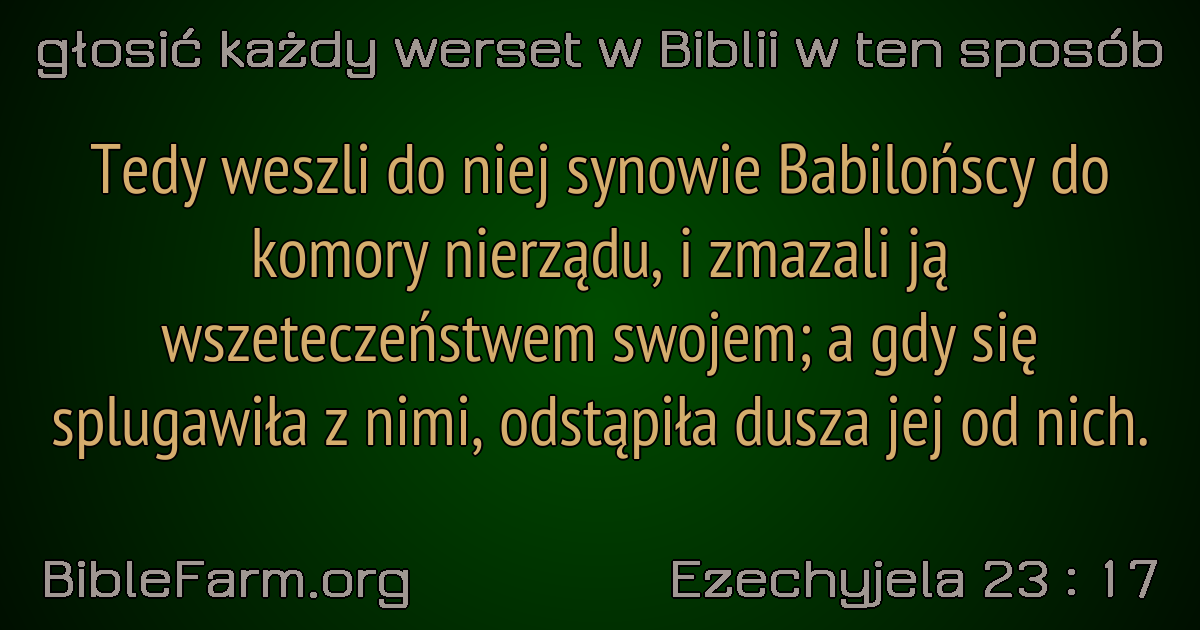 głosić każdy werset w Biblii w ten sposób
Tedy weszli do niej synowie Babilońscy do
komory nierządu, i zmazali ją
wszeteczeństwem swojem; a gdy się
splugawiła z nimi, odstąpiła dusza jej od nich.
BibleFarm.org
Ezechyjela 23 : 17